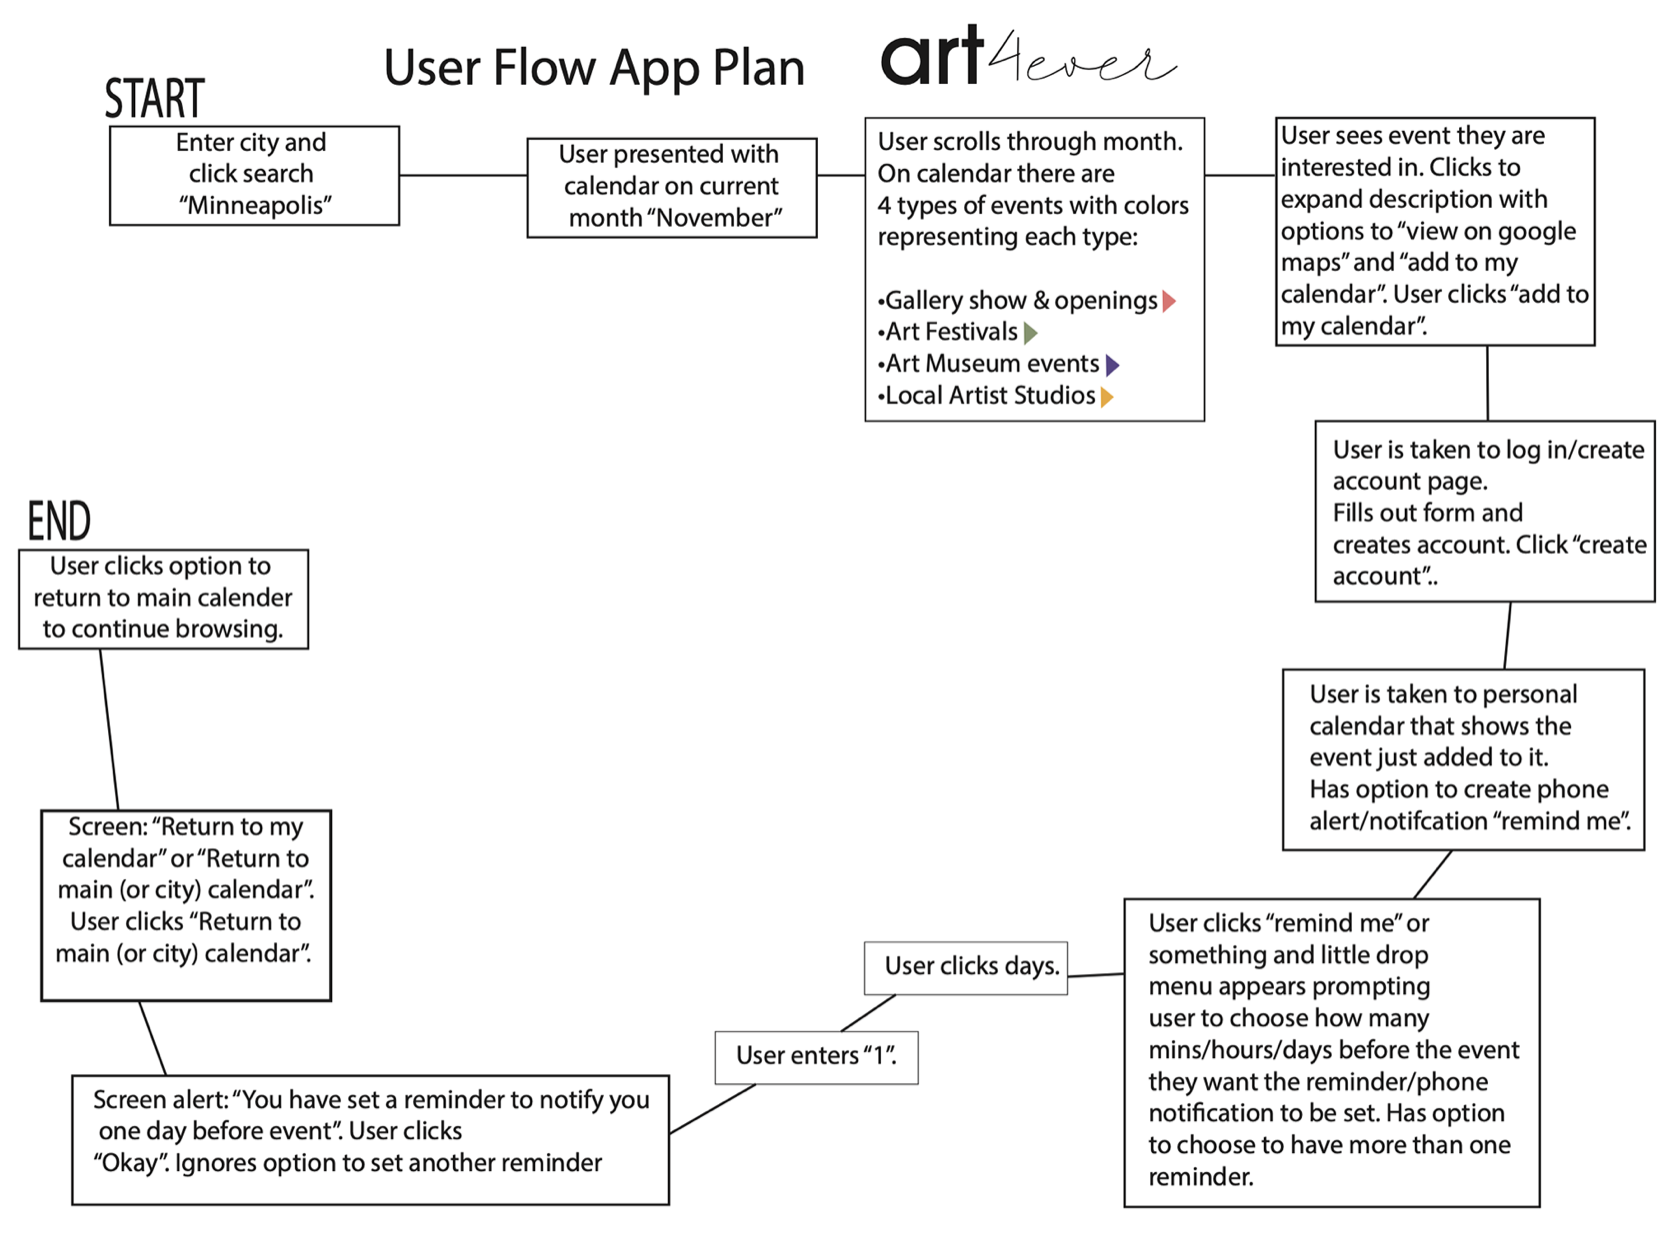 User Flow App Plan
art4ever
START
Enter city and
click search
“Minneapolis”
User presented with
calendar on current
month “November”
User scrolls through month.
On calendar there are
4 types of events with colors
representing each type:
•Gallery show & openings
•Art Festivals
•Art Museum events
•Local Artist Studios
User sees event they are
interested in. Clicks to
expand description with
options to “view on google
maps” and “add to my
calendar”. User clicks “add to
my calendar”.
User is taken to log in/create
account page.
Fills out form and
creates account. Click “create
account”..
User is taken to personal
calendar that shows the
event just added to it.
Has option to create phone
alert/notifcation “remind me”.
User clicks “remind me” or
something and little drop
menu appears prompting
user to choose how many
mins/hours/days before the event
they want the reminder/phone
notification to be set. Has option
to choose to have more than one
reminder.
User clicks days.
User enters “1”.
Screen alert: “You have set a reminder to notify you
one day before event”. User clicks
“Okay”. Ignores option to set another reminder
Screen: “Return to my
calendar” or “Return to
main (or city) calendar”.
User clicks “Return to
main (or city) calendar”.
END
User clicks option to
return to main calender
to continue browsing.